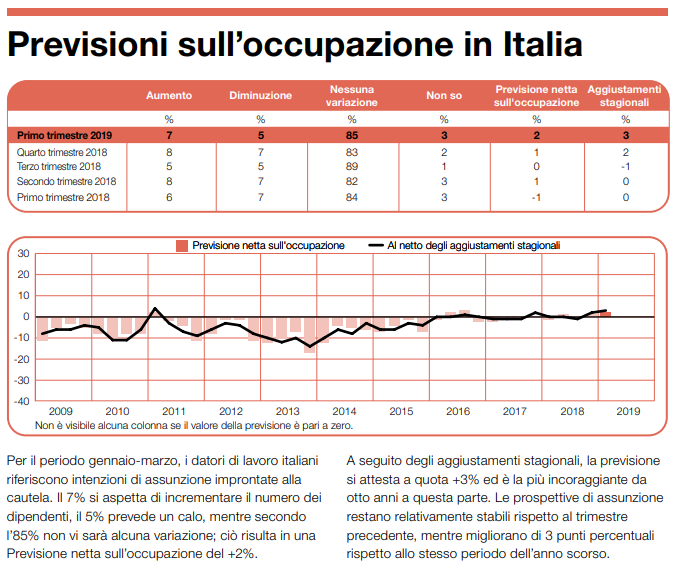 Previsioni sull'occupazione in Italia
Aumento Diminuzione Nessuna variazione Non so Previsione netta sull'occupazione Aggiustamenti stagionali
% % % % % %
Primo trimestre 2019 7 5 85 3 2 3
Quarto trimestre 2018 8 7 83 2 1 2
Terzo trimestre 2018 5 5 89 1 0 -1
Secondo trimestre 2018 8 7 82 3 1 0
Primo trimestre 2018 6 7 84 3 -1 0
Previsione netta sull'occupazione Al netto degli aggiustamenti stagionali
30
20
10
0
-10
-20
-30
-40
2009 2010 2011 2012 2013 2014 2015 2016 2017 2018 2019
Non è visibile alcuna colonna se il valore della previsione è pari a zero.
Per il periodo gennaio-marzo, i datori di lavoro italiani
riferiscono intenzioni di assunzione improntate alla
cautela. Il 7% si aspetta di incrementare il numero dei
dipendenti, il 5% prevede un calo, mentre secondo
l'85% non vi sarà alcuna variazione; ciò risulta in una
Previsione netta sull'occupazione del +2%.
A seguito degli aggiustamenti stagionali, la previsione
si attesta a quota +3% ed è la più incoraggiante da
otto anni a questa parte. Le prospettive di assunzione
restano relativamente stabili rispetto al trimestre
precedente, mentre migliorano di 3 punti percentuali
rispetto allo stesso periodo dell'anno scorso.